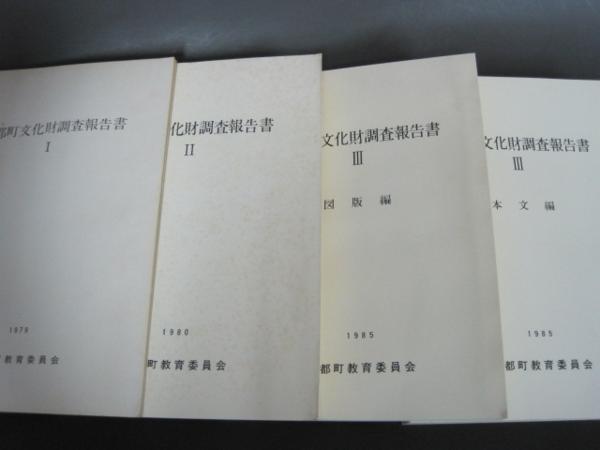 都町文化財調査報告書
I
1979
教育委員会
化財調査報告書
II
1980
町教育委員会
文化財調査報告書
III
図版編
1985
都町教育委員会
文化財調査報告書
III
本文編
1985
都町教育委員会